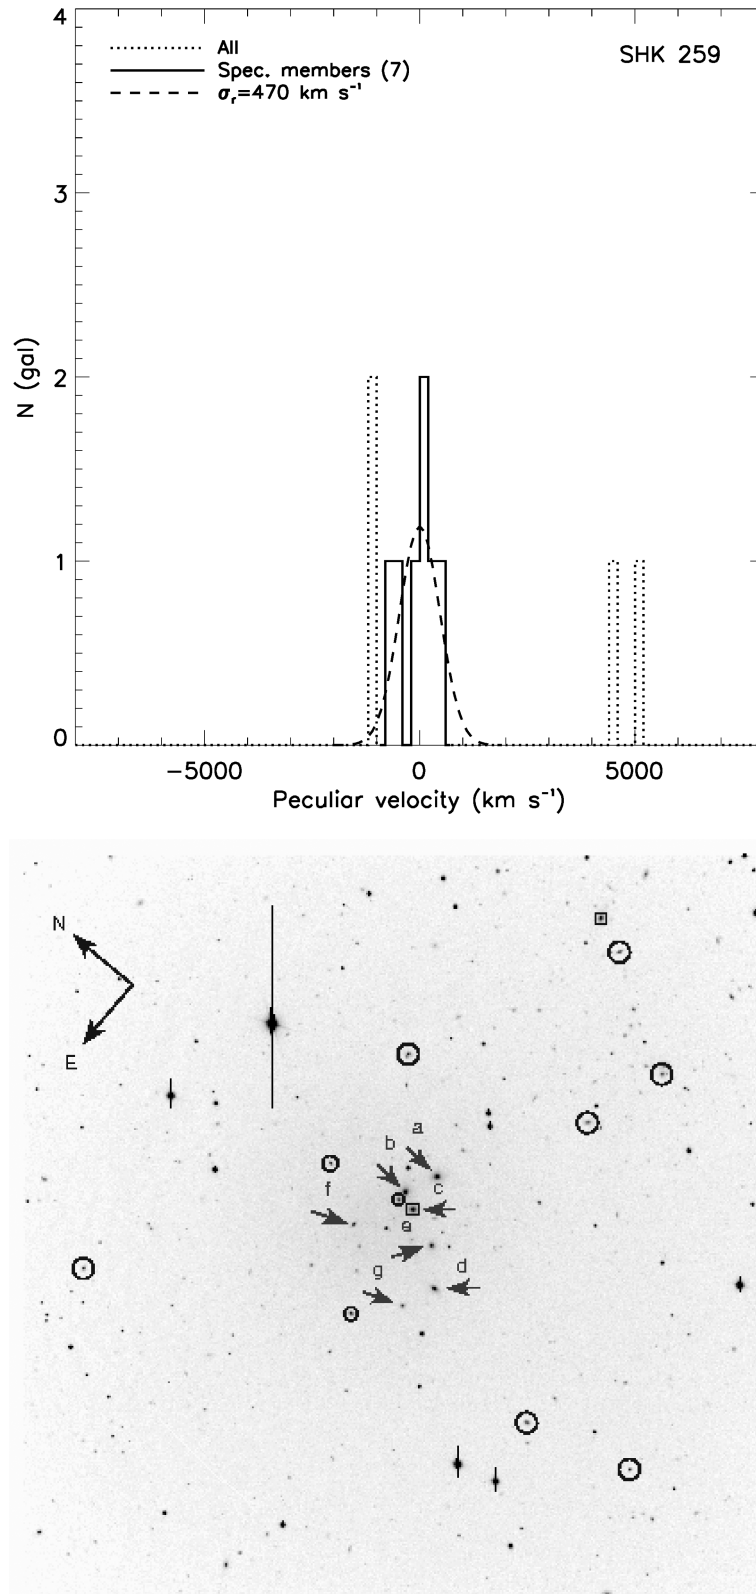 4
All
SHK 259
Spec. members (7)
σr=470 km s⁻¹
3
2
1
0
N (gal)
−5000 0 5000
Peculiar velocity (km s⁻¹)
N
E
a
b
c
f
e
d
g